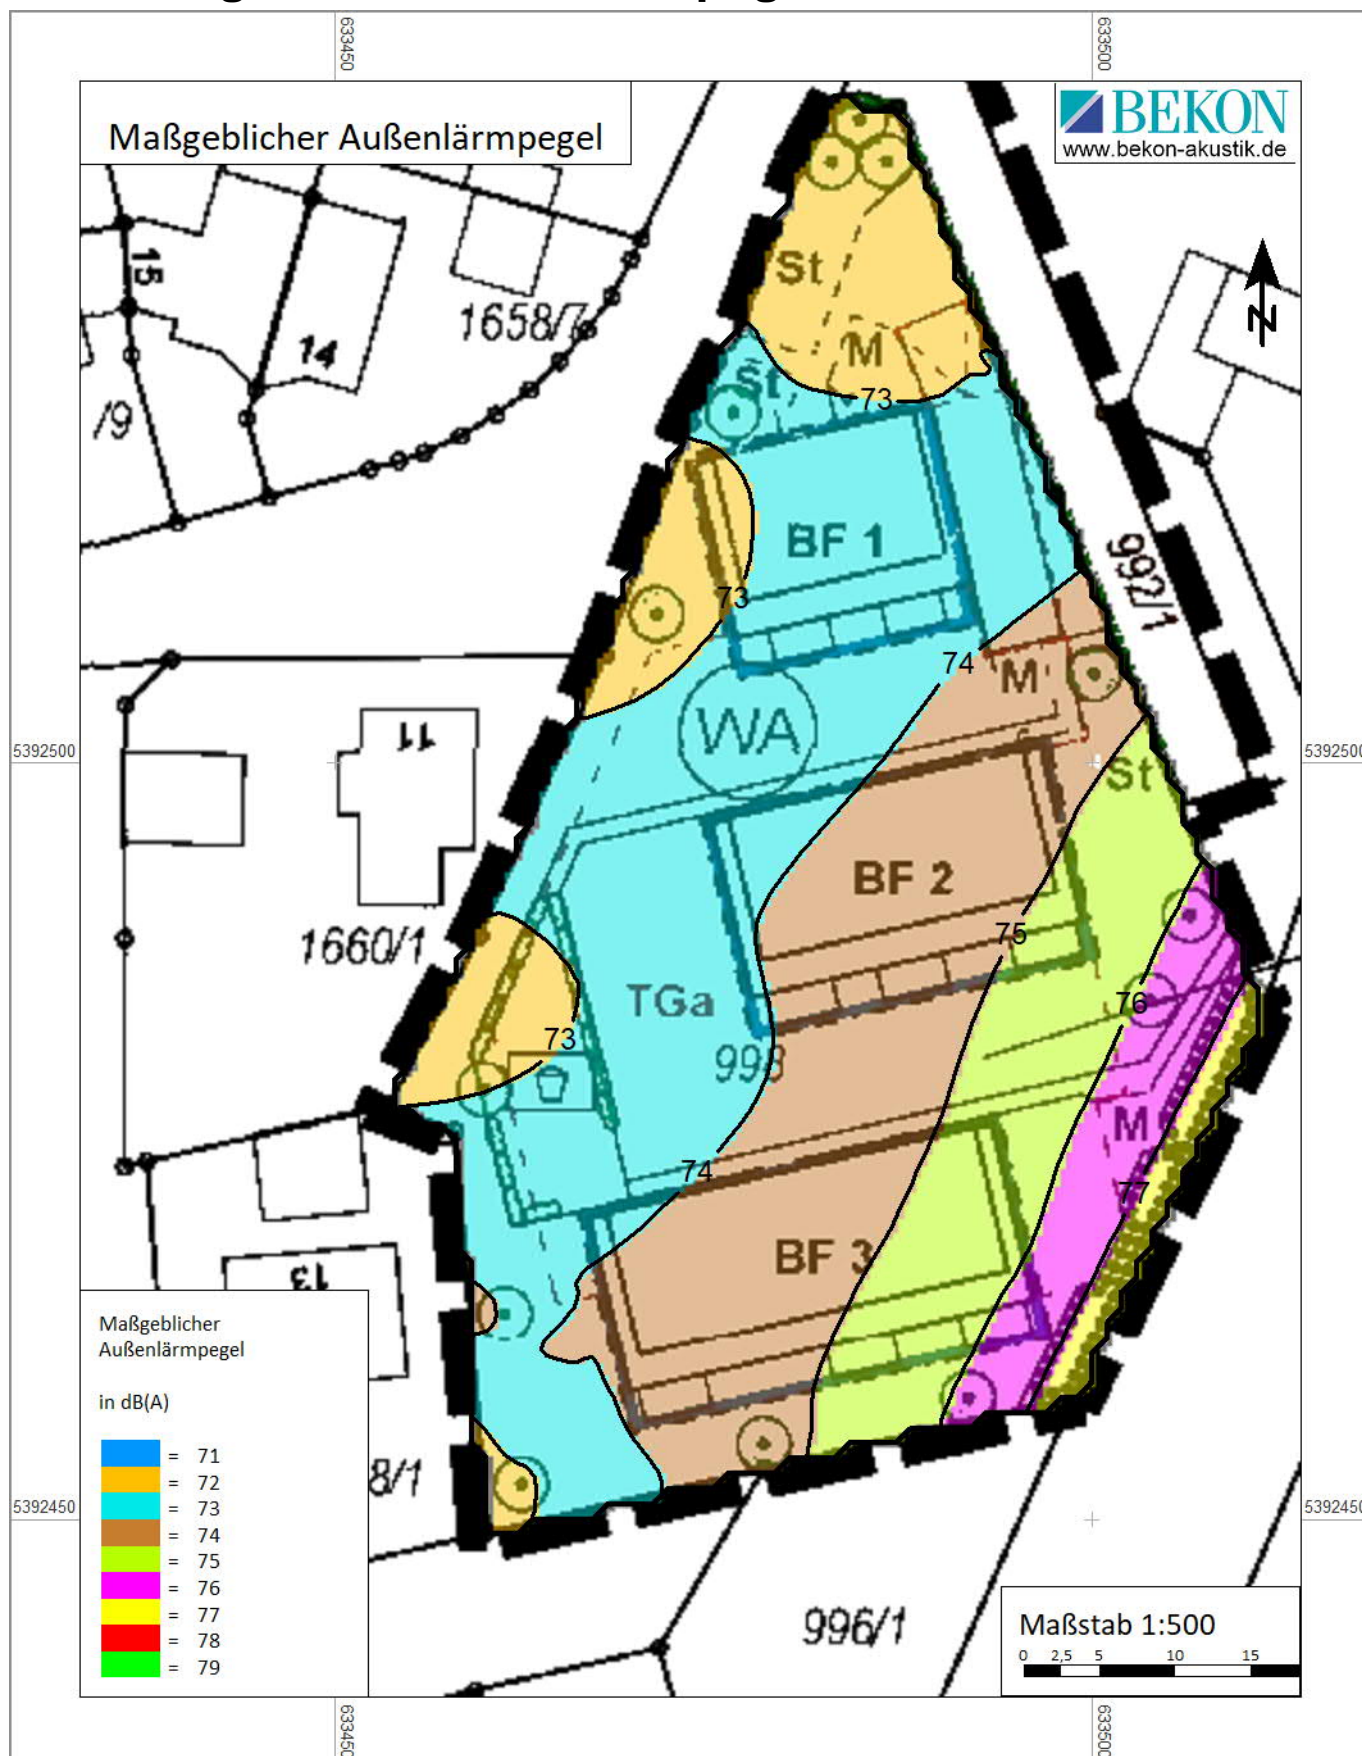 633450
633500
Maßgeblicher Außenlärmpegel
BEKON
www.bekon-akustik.de
15
14
1658/7
/9
St
M
St
73
BF 1
73
992/1
N
74
M
WA
11
5392500
5392500
St
BF 2
75
1660/1
TGa
76
73
998
M
74
77
BF 3
13
Maßgeblicher
Außenlärmpegel
in dB(A)
= 71
= 72
= 73
= 74
= 75
= 76
= 77
= 78
= 79
8/1
5392450
5392450
996/1
Maßstab 1:500
0 2,5 5 10 15
633450
633500